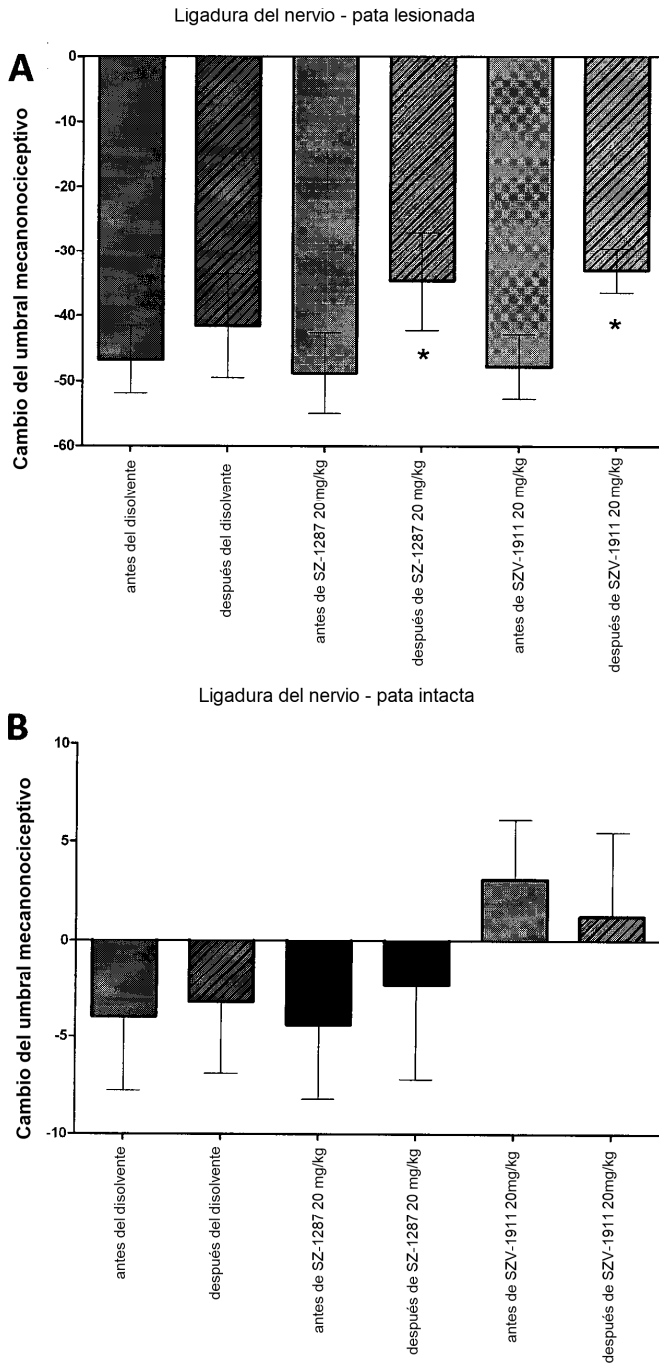 Ligadura del nervio - pata lesionada
A
Cambio del umbral mecanonociceptivo
0
-10
-20
-30
-40
-50
-60
*
*
antes del disolvente
después del disolvente
antes de SZ-1287 20 mg/kg
después de SZ-1287 20 mg/kg
antes de SZV-1911 20 mg/kg
después de SZV-1911 20 mg/kg
Ligadura del nervio - pata intacta
B
Cambio del umbral mecanonociceptivo
10
5
0
-5
-10
antes del disolvente
después del disolvente
antes de SZ-1287 20 mg/kg
después de SZ-1287 20 mg/kg
antes de SZV-1911 20mg/kg
después de SZV-1911 20mg/kg